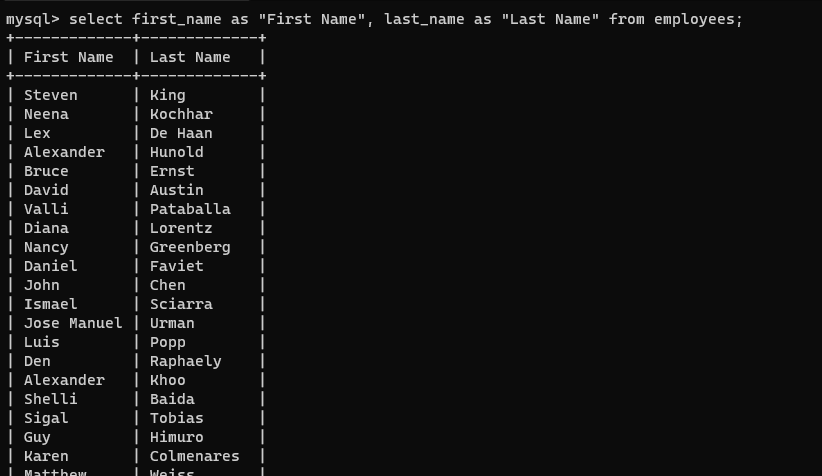 mysql> select first_name as "First Name", last_name as "Last Name" from employees;
+-------------+-------------+
| First Name  | Last Name   |
+-------------+-------------+
| Steven      | King        |
| Neena       | Kochhar     |
| Lex         | De Haan     |
| Alexander   | Hunold      |
| Bruce       | Ernst       |
| David       | Austin      |
| Valli       | Pataballa   |
| Diana       | Lorentz     |
| Nancy       | Greenberg   |
| Daniel      | Faviet      |
| John        | Chen        |
| Ismael      | Sciarra     |
| Jose Manuel | Urman       |
| Luis        | Popp        |
| Den         | Raphaely    |
| Alexander   | Khoo        |
| Shelli      | Baida       |
| Sigal       | Tobias      |
| Guy         | Himuro      |
| Karen       | Colmenares  |
| Matthew     | Weiss       |